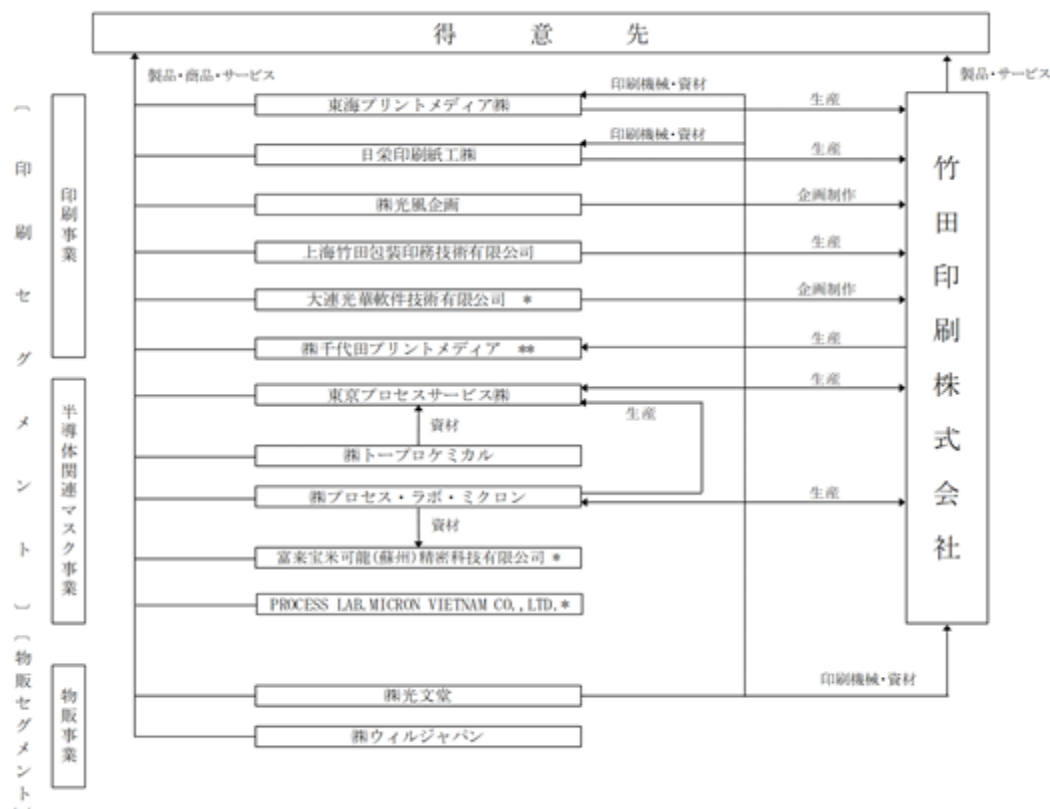 得意先
製品・商品・サービス
製品・サービス
〔印刷セグメント〕
印刷事業
東海プリントメディア㈱
印刷機械・資材
生産
日栄印刷紙工㈱
印刷機械・資材
生産
㈱光風企画
企画制作
上海竹田包装印務技術有限公司
生産
大連光華軟件技術有限公司 *
企画制作
㈱千代田プリントメディア **
生産
竹田印刷株式会社
半導体関連マスク事業
東京プロセスサービス㈱
生産
生産
資材
㈱トープロケミカル
㈱プロセス・ラボ・ミクロン
生産
資材
富来宝米可龍(蘇州)精密科技有限公司 *
PROCESS LAB.MICRON VIETNAM CO.,LTD.*
〔物販セグメント〕
物販事業
㈱光文堂
印刷機械・資材
㈱ウィルジャパン